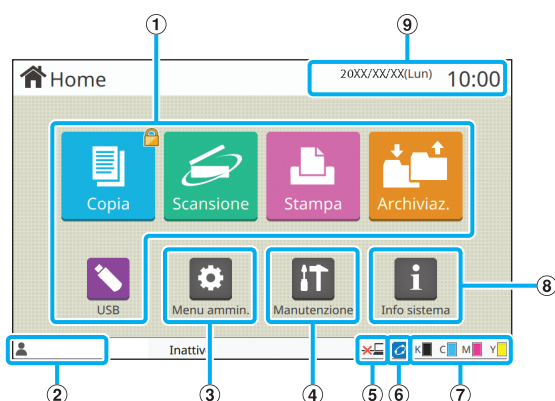 ① ⑨
Home 20XX/XX/XX(Lun) 10:00
Copia Scansione Stampa Archiviaz.
USB Menu ammin. Manutenzione Info sistema ⑧
Inattiv K C M Y
② ③ ④ ⑤ ⑥ ⑦